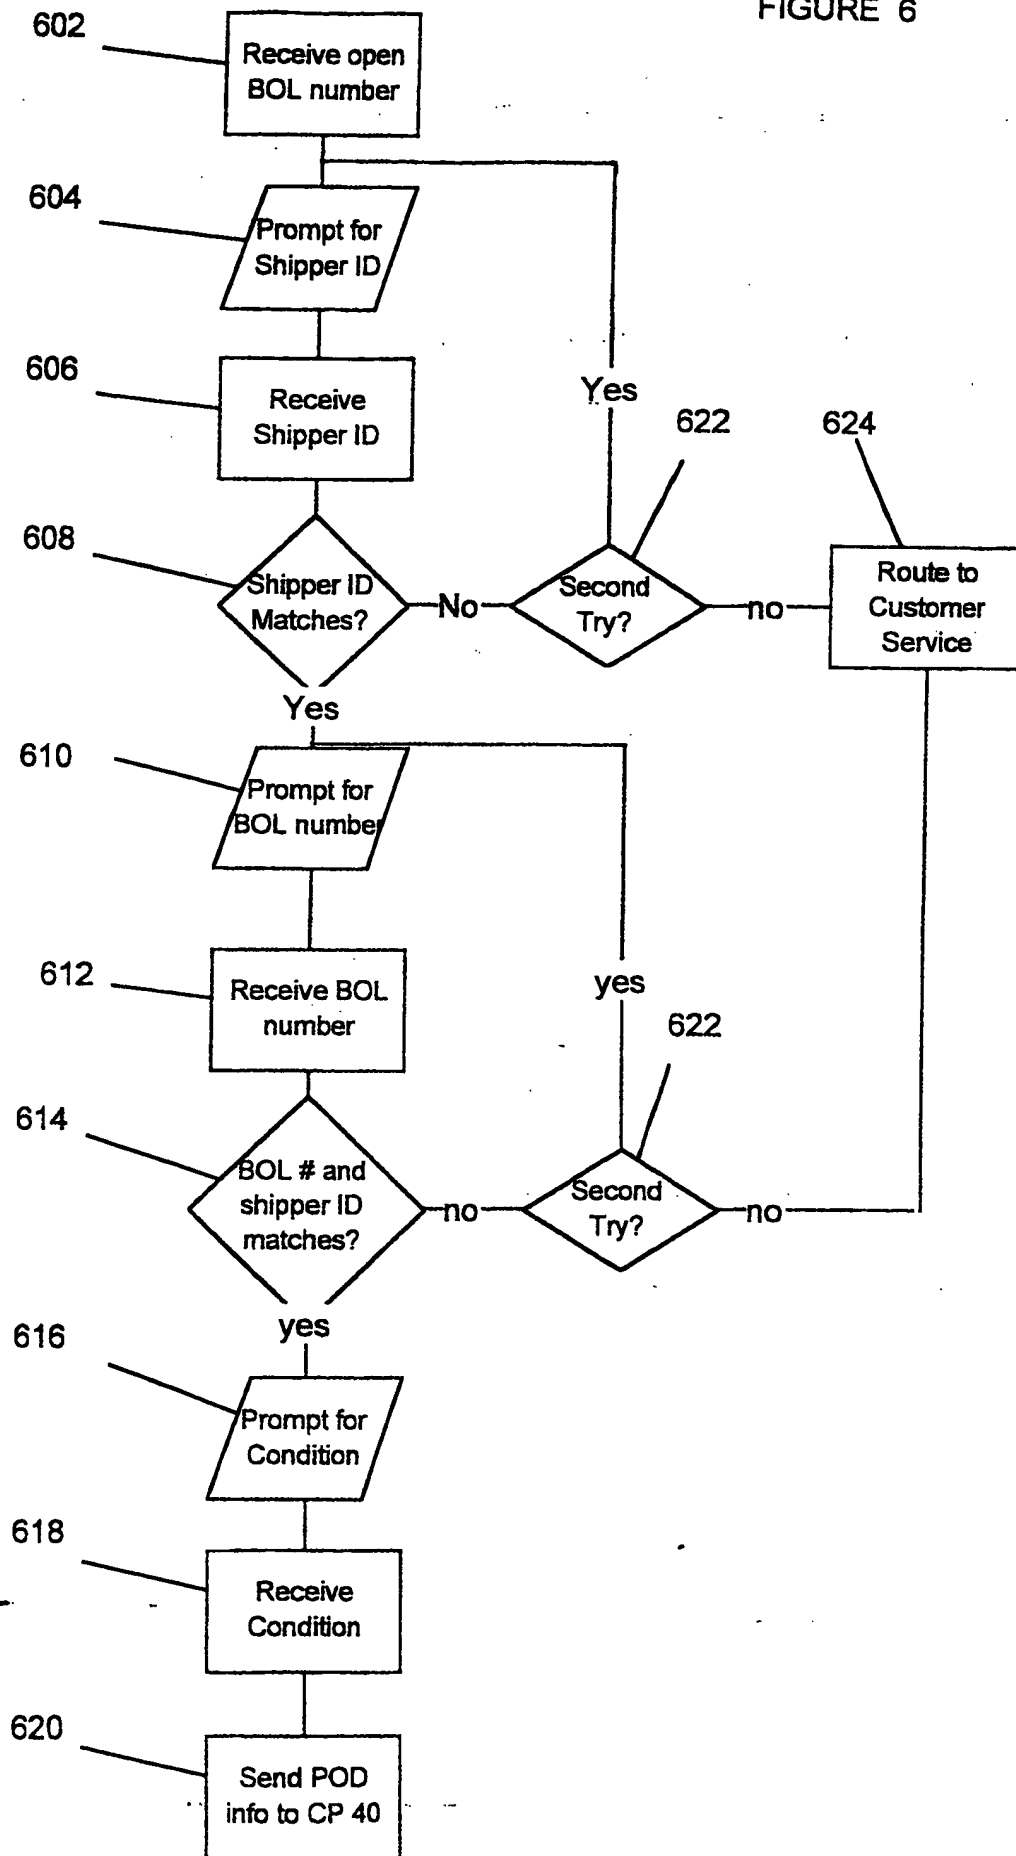 FIGURE 6
602
Receive open
BOL number
604
Prompt for
Shipper ID
606
Receive
Shipper ID
Yes
622
624
608
Shipper ID
Matches?
No
Second
Try?
no
Route to
Customer
Service
Yes
610
Prompt for
BOL number
612
Receive BOL
number
yes
622
614
BOL # and
shipper ID
matches?
no
Second
Try?
no
yes
616
Prompt for
Condition
618
Receive
Condition
620
Send POD
info to CP 40